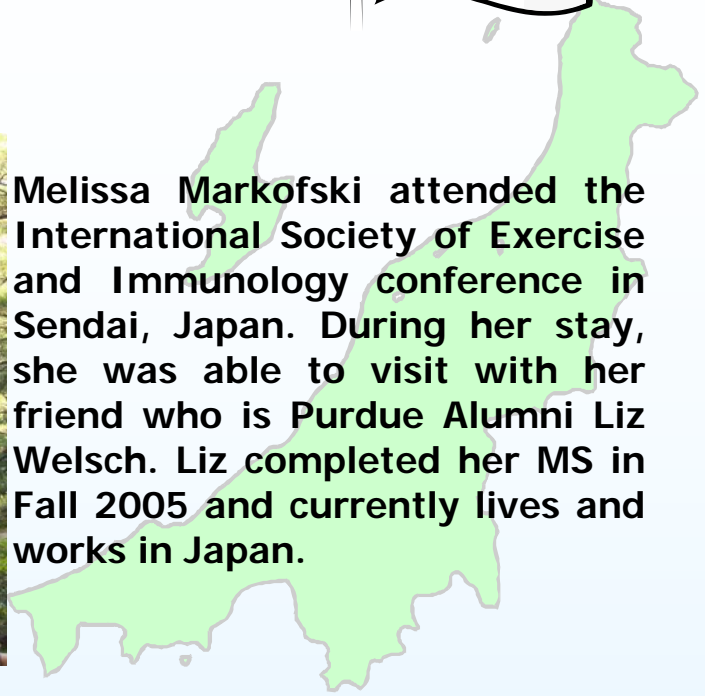 Melissa Markofski attended the
International Society of Exercise
and Immunology conference in
Sendai, Japan. During her stay,
she was able to visit with her
friend who is Purdue Alumni Liz
Welsch. Liz completed her MS in
Fall 2005 and currently lives and
works in Japan.